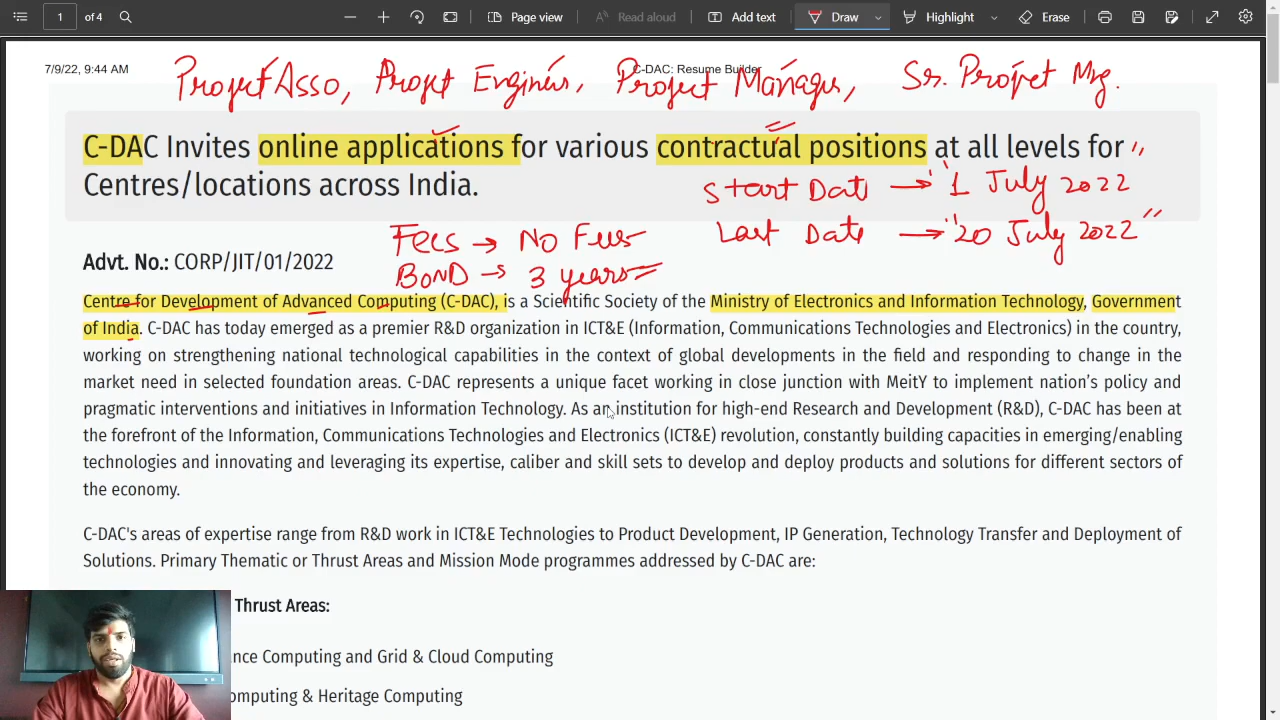 1 of 4 Page view Read aloud Add text Draw Highlight Erase
7/9/22, 9:44 AM C-DAC: Resume Builder
Project Asso, Project Engineer, Project Manager, Sr. Project Mng.
C-DAC Invites online applications for various contractual positions at all levels for
Centres/locations across India.
Start Date → "1 July 2022
Last Date → "20 July 2022"
Fees → No Fees
Advt. No.: CORP/JIT/01/2022
BOND → 3 years
Centre for Development of Advanced Computing (C-DAC), is a Scientific Society of the Ministry of Electronics and Information Technology, Government
of India. C-DAC has today emerged as a premier R&D organization in ICT&E (Information, Communications Technologies and Electronics) in the country,
working on strengthening national technological capabilities in the context of global developments in the field and responding to change in the
market need in selected foundation areas. C-DAC represents a unique facet working in close junction with MeitY to implement nation's policy and
pragmatic interventions and initiatives in Information Technology. As an institution for high-end Research and Development (R&D), C-DAC has been at
the forefront of the Information, Communications Technologies and Electronics (ICT&E) revolution, constantly building capacities in emerging/enabling
technologies and innovating and leveraging its expertise, caliber and skill sets to develop and deploy products and solutions for different sectors of
the economy.
C-DAC's areas of expertise range from R&D work in ICT&E Technologies to Product Development, IP Generation, Technology Transfer and Deployment of
Solutions. Primary Thematic or Thrust Areas and Mission Mode programmes addressed by C-DAC are:
Thrust Areas:
nce Computing and Grid & Cloud Computing
omputing & Heritage Computing